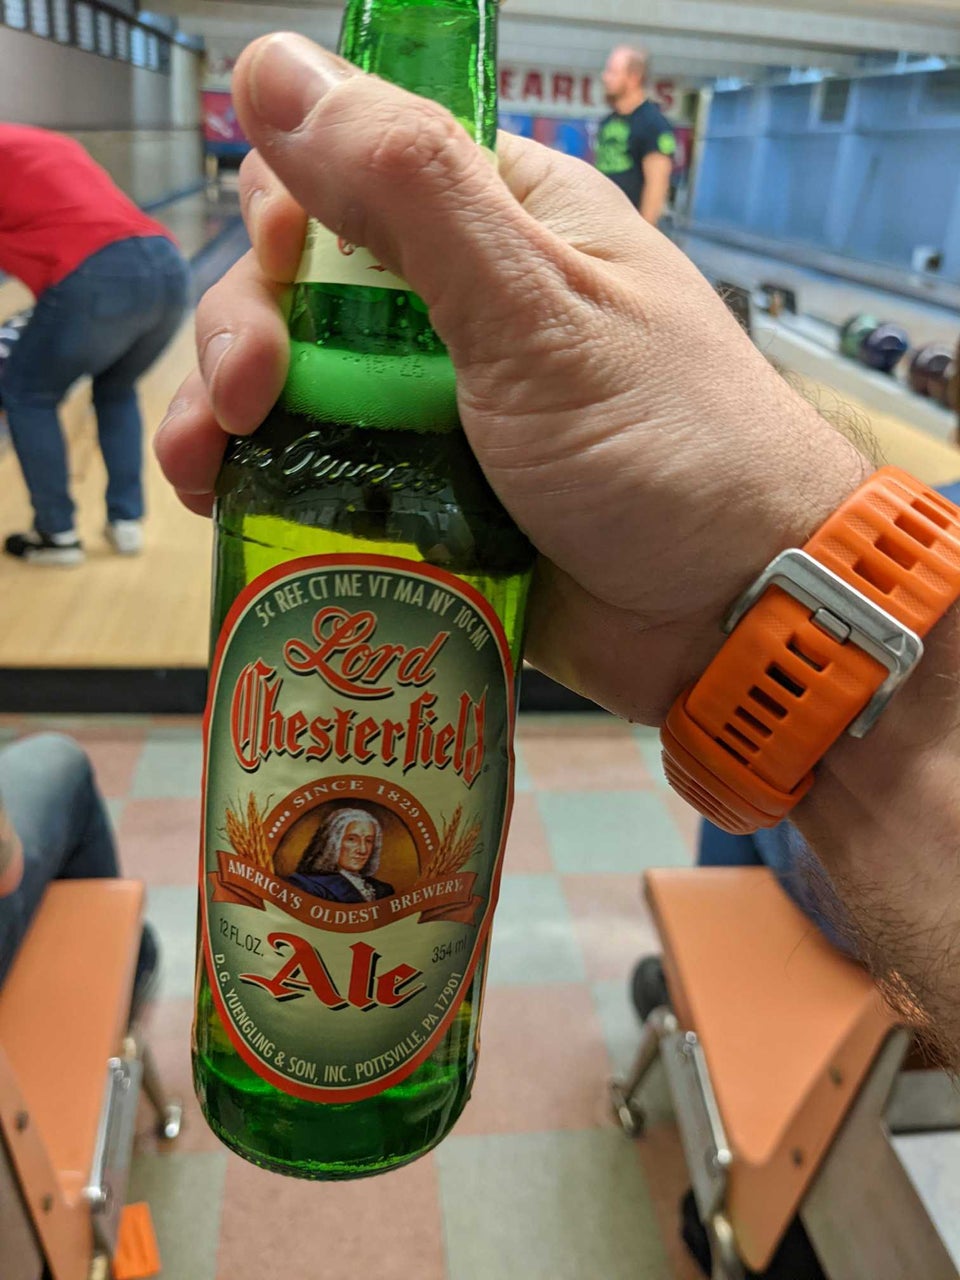 EARL
S
5¢ REF. CT ME VT MA NY 10¢ MI
Lord
Chesterfield
SINCE 1829
AMERICA'S OLDEST BREWERY
12 FL.OZ.
354 ml
Ale
D. G. YUENGLING & SON, INC. POTTSVILLE, PA 17901